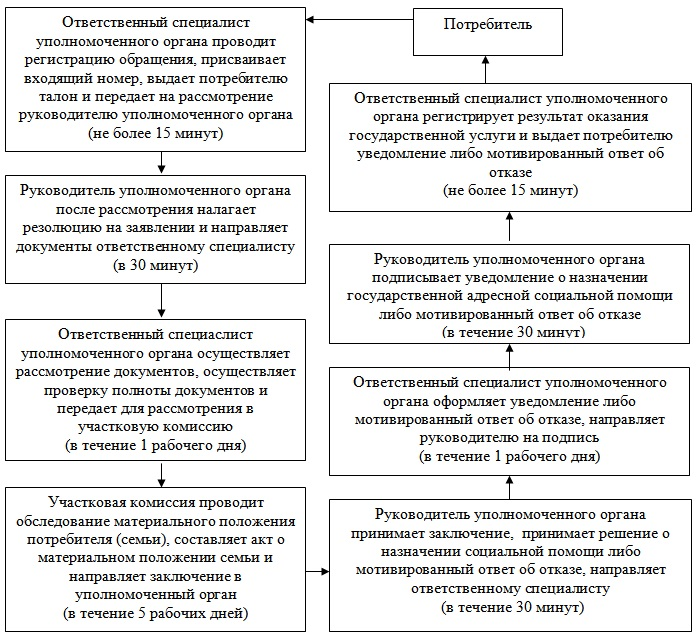 Потребитель
Ответственный специалист
уполномоченного органа проводит
регистрацию обращения, присваивает
входящий номер, выдает потребителю
талон и передает на рассмотрение
руководителю уполномоченного органа
(не более 15 минут)
Руководитель уполномоченного органа
после рассмотрения налагает
резолюцию на заявлении и направляет
документы ответственному специалисту
(в 30 минут)
Ответственный специаслист
уполномоченного органа осуществляет
рассмотрение документов, осуществляет
проверку полноты документов и
передает для рассмотрения в
участковую комиссию
(в течение 1 рабочего дня)
Участковая комиссия проводит
обследование материального положения
потребителя (семьи), составляет акт о
материальном положении семьи и
направляет заключение в
уполномоченный орган
(в течение 5 рабочих дней)
Руководитель уполномоченного органа
принимает заключение, принимает решение о
назначении социальной помощи либо
мотивированный ответ об отказе, направляет
ответственному специалисту
(в течение 30 минут)
Ответственный специалист уполномоченного
органа оформляет уведомление либо
мотивированный ответ об отказе, направляет
руководителю на подпись
(в течение 1 рабочего дня)
Руководитель уполномоченного органа
подписывает уведомление о назначении
государственной адресной социальной помощи
либо мотивированный ответ об отказе
(в течение 30 минут)
Ответственный специалист уполномоченного
органа регистрирует результат оказания
государственной услуги и выдает потребителю
уведомление либо мотивированный ответ об
отказе
(не более 15 минут)